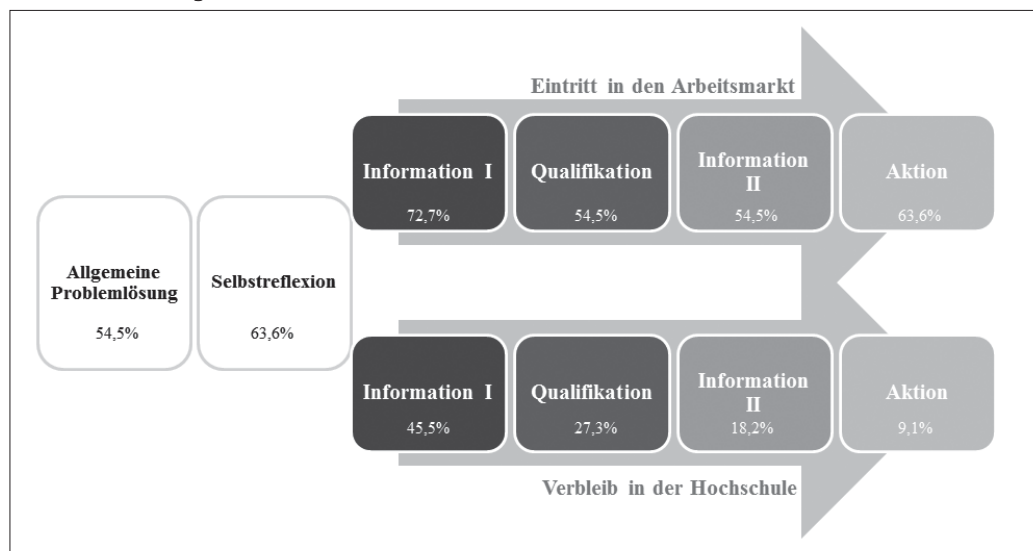 Eintritt in den Arbeitsmarkt
Information I
72,7%
Qualifikation
54,5%
Information
II
54,5%
Aktion
63,6%
Allgemeine
Problemlösung
54,5%
Selbstreflexion
63,6%
Information I
45,5%
Qualifikation
27,3%
Information
II
18,2%
Aktion
9,1%
Verbleib in der Hochschule